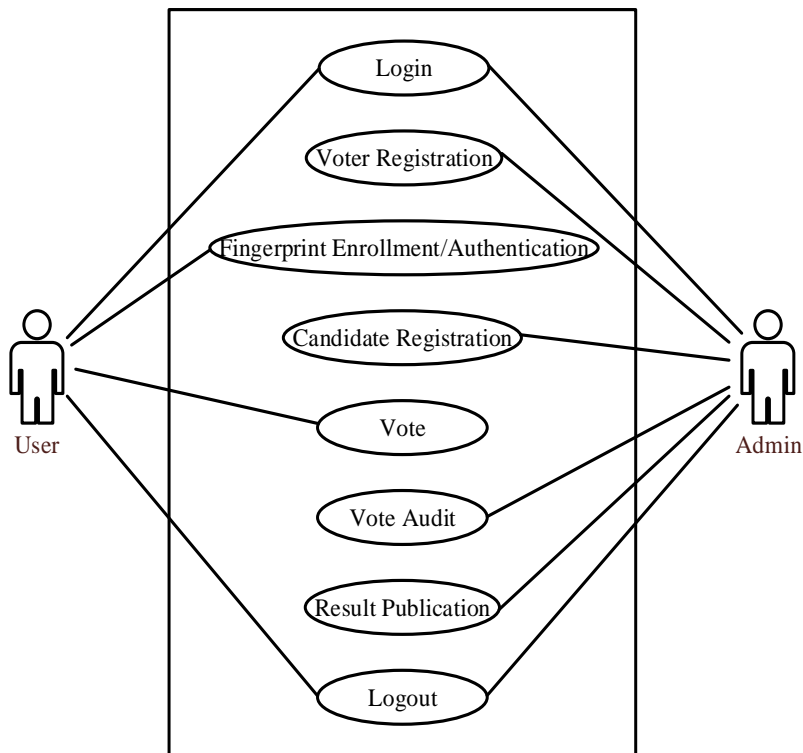 Login
Voter Registration
Fingerprint Enrollment/Authentication
Candidate Registration
Vote
User
Admin
Vote Audit
Result Publication
Logout